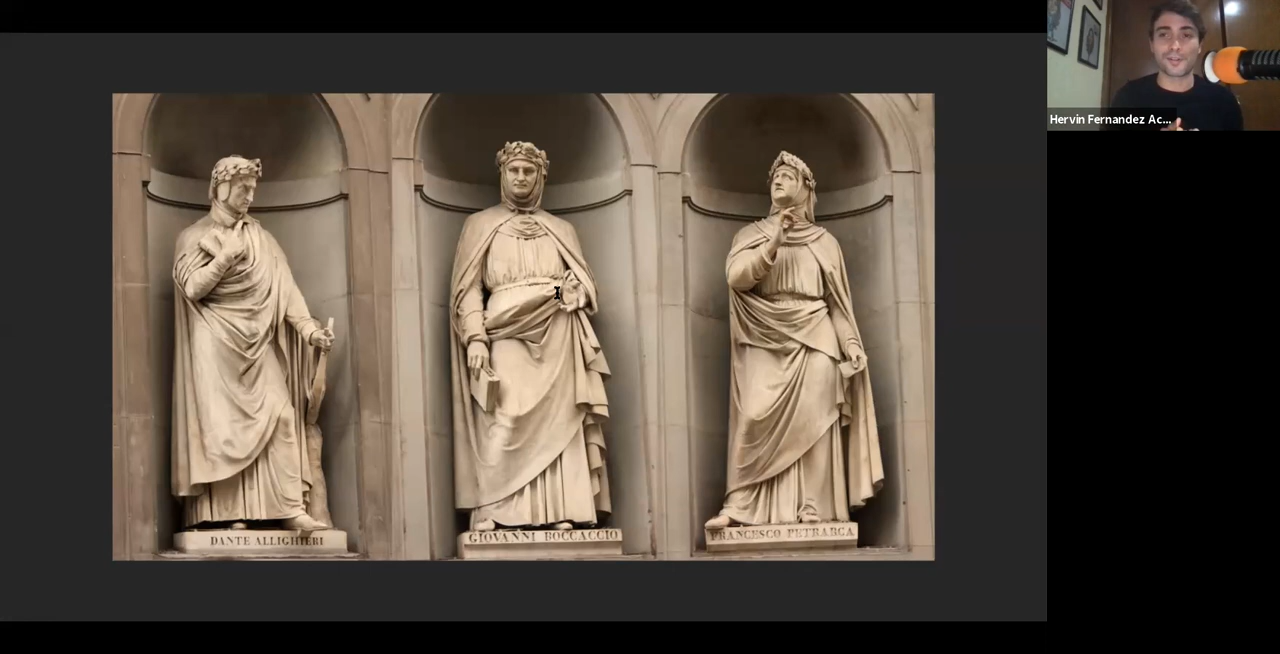 Hervin Fernandez Ac...
DANTE ALLIGHIERI
GIOVANNI BOCCACCIO
FRANCESCO PETRARCA